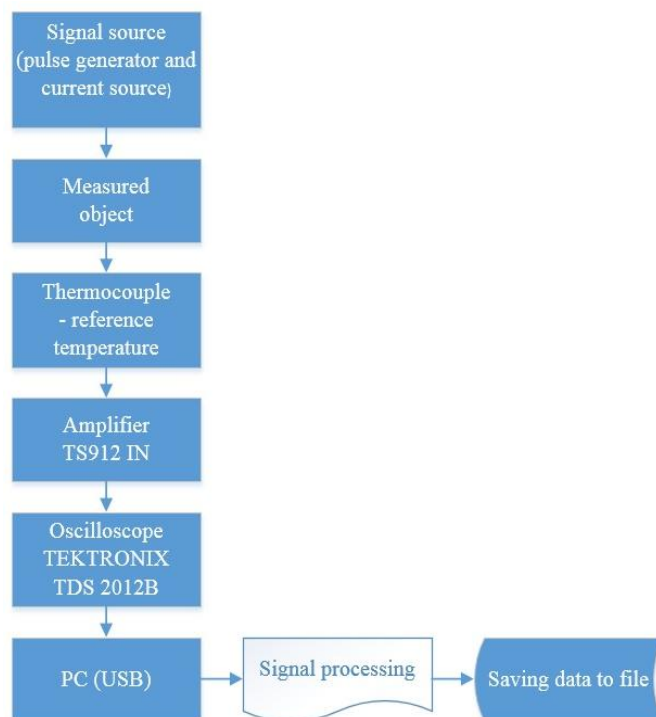 Signal source
(pulse generator and
current source)
Measured
object
Thermocouple
- reference
temperature
Amplifier
TS912 IN
Oscilloscope
TEKTRONIX
TDS 2012B
PC (USB)
Signal processing
Saving data to file